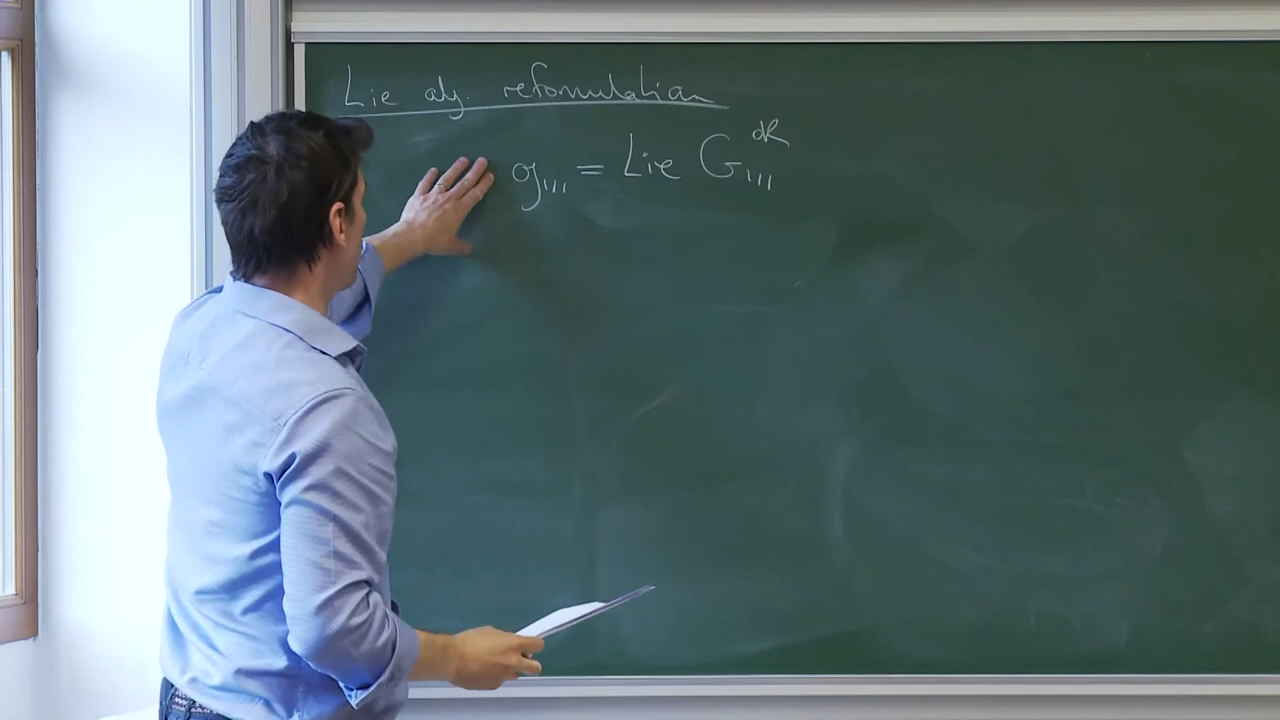 Lie alg. reformulation
g₁₁₁ = Lie G₁₁₁^dR